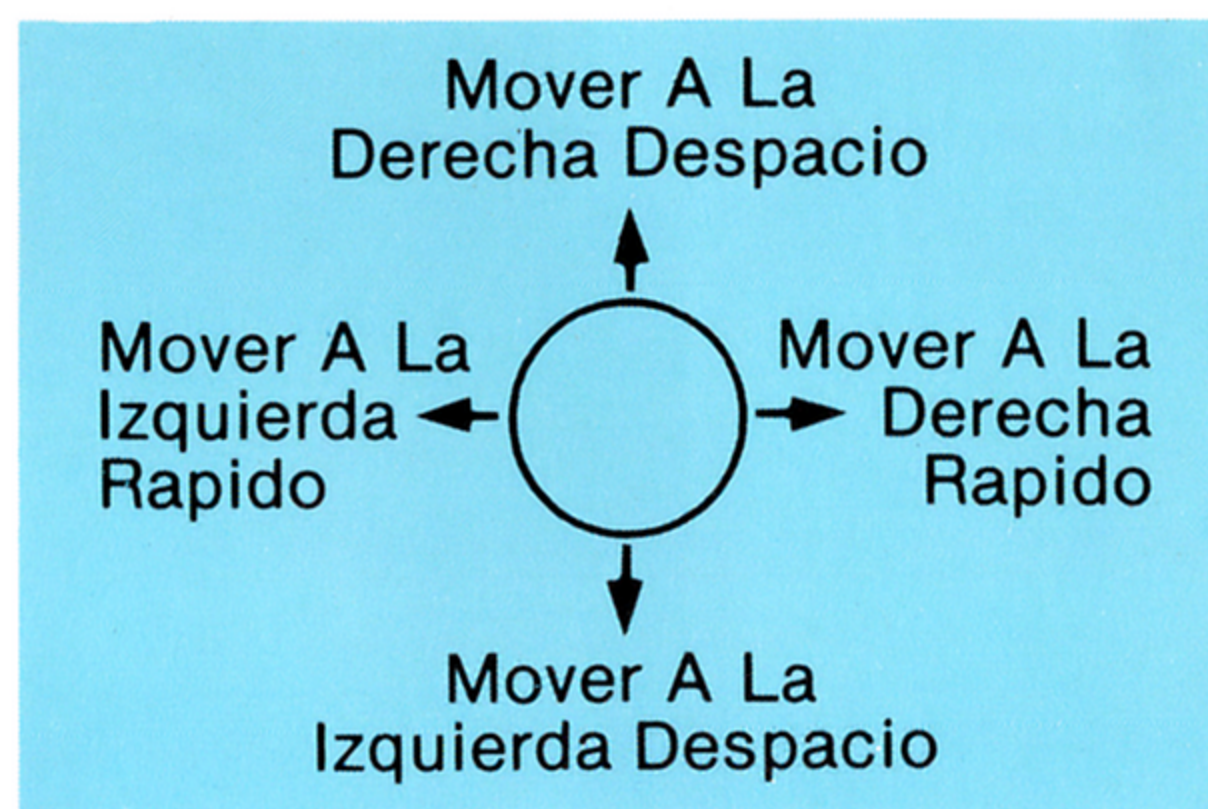 Mover A La
Derecha Despacio
Mover A La
Izquierda
Rapido
Mover A La
Derecha
Rapido
Mover A La
Izquierda Despacio